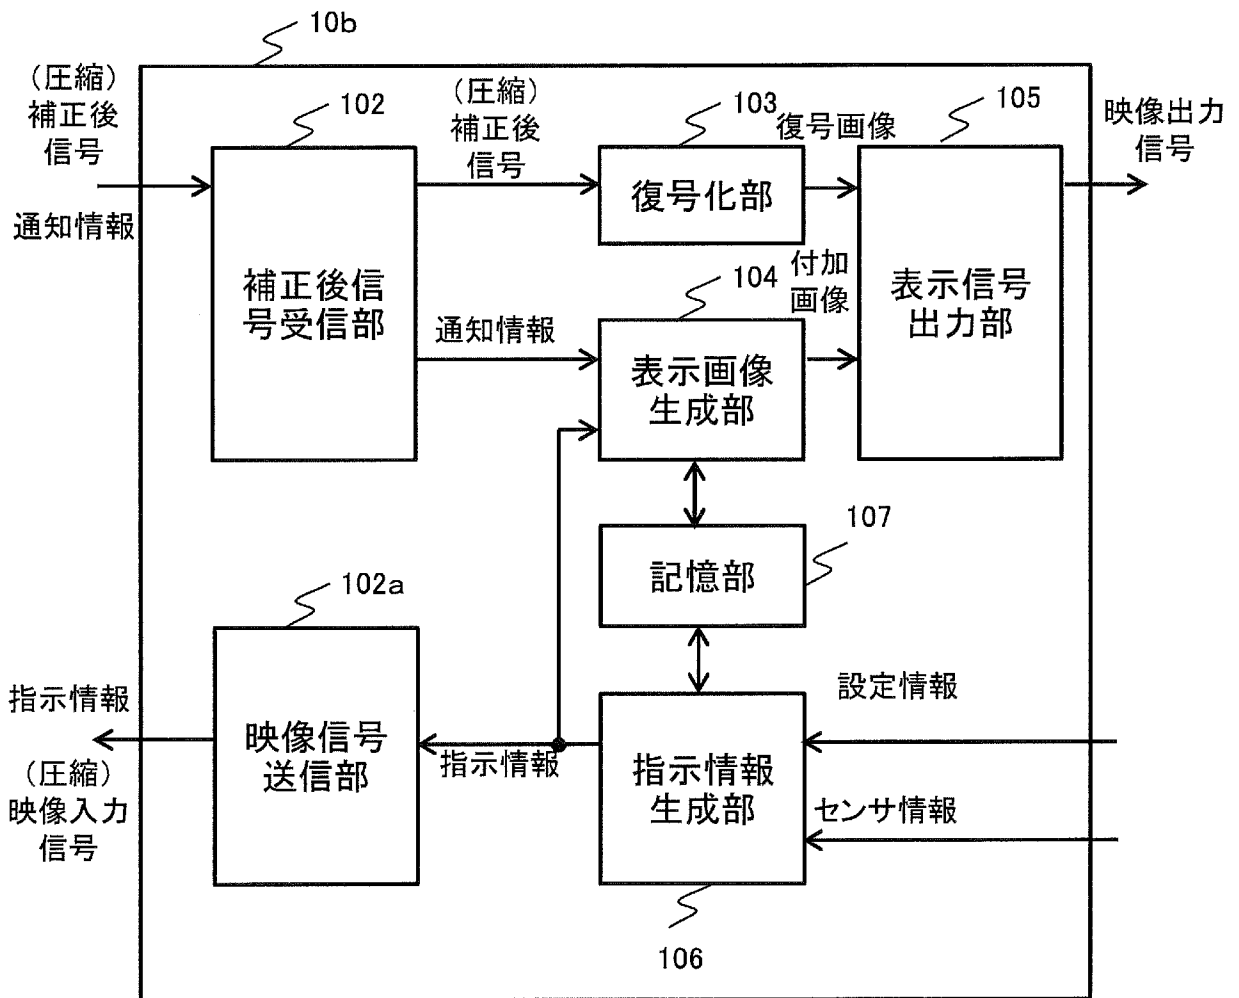 10b
（圧縮）
補正後
信号
通知情報
102
補正後信
号受信部
（圧縮）
補正後
信号
通知情報
103
復号画像
復号化部
104
付加
画像
表示画像
生成部
105
表示信号
出力部
映像出力
信号
107
記憶部
102a
映像信号
送信部
指示情報
（圧縮）
映像入力
信号
指示情報
指示情報
生成部
106
設定情報
センサ情報